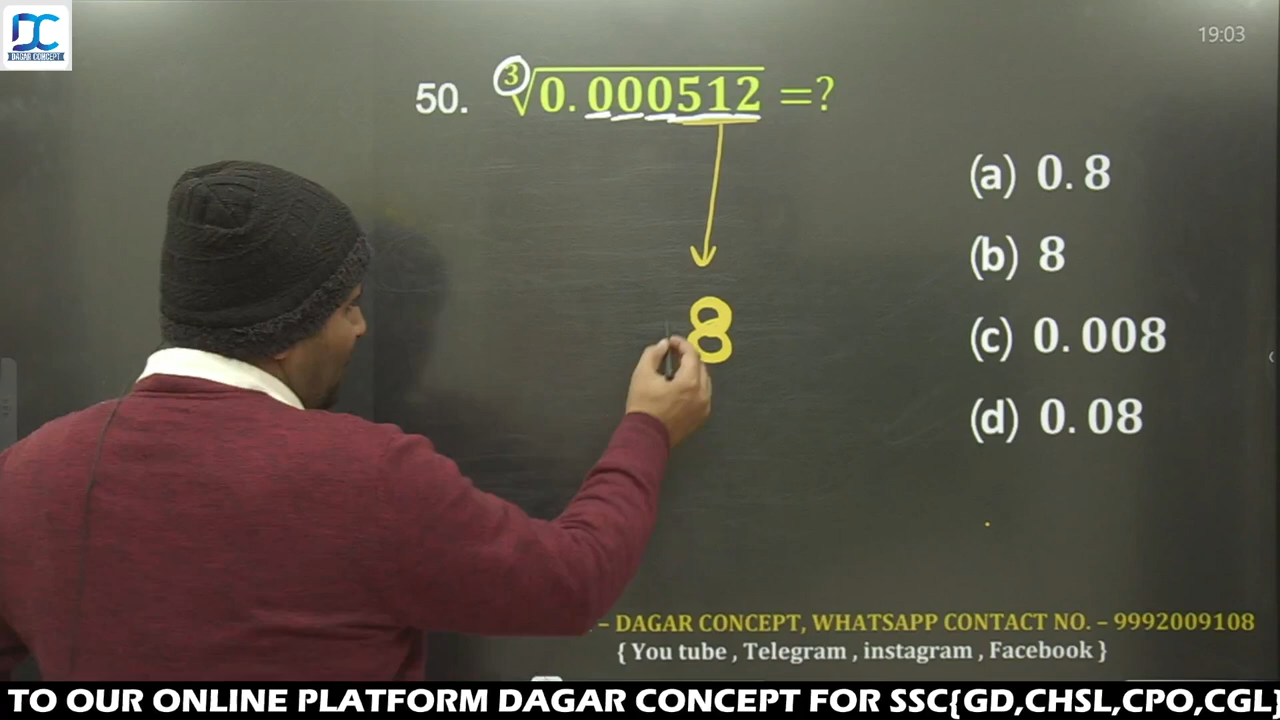 DC
DAGAR CONCEPT
19:03
50. ∛0.000512 =?
8
(a) 0.8
(b) 8
(c) 0.008
(d) 0.08
– DAGAR CONCEPT, WHATSAPP CONTACT NO. – 9992009108
{ You tube , Telegram , instagram , Facebook }
TO OUR ONLINE PLATFORM DAGAR CONCEPT FOR SSC{GD,CHSL,CPO,CGL}